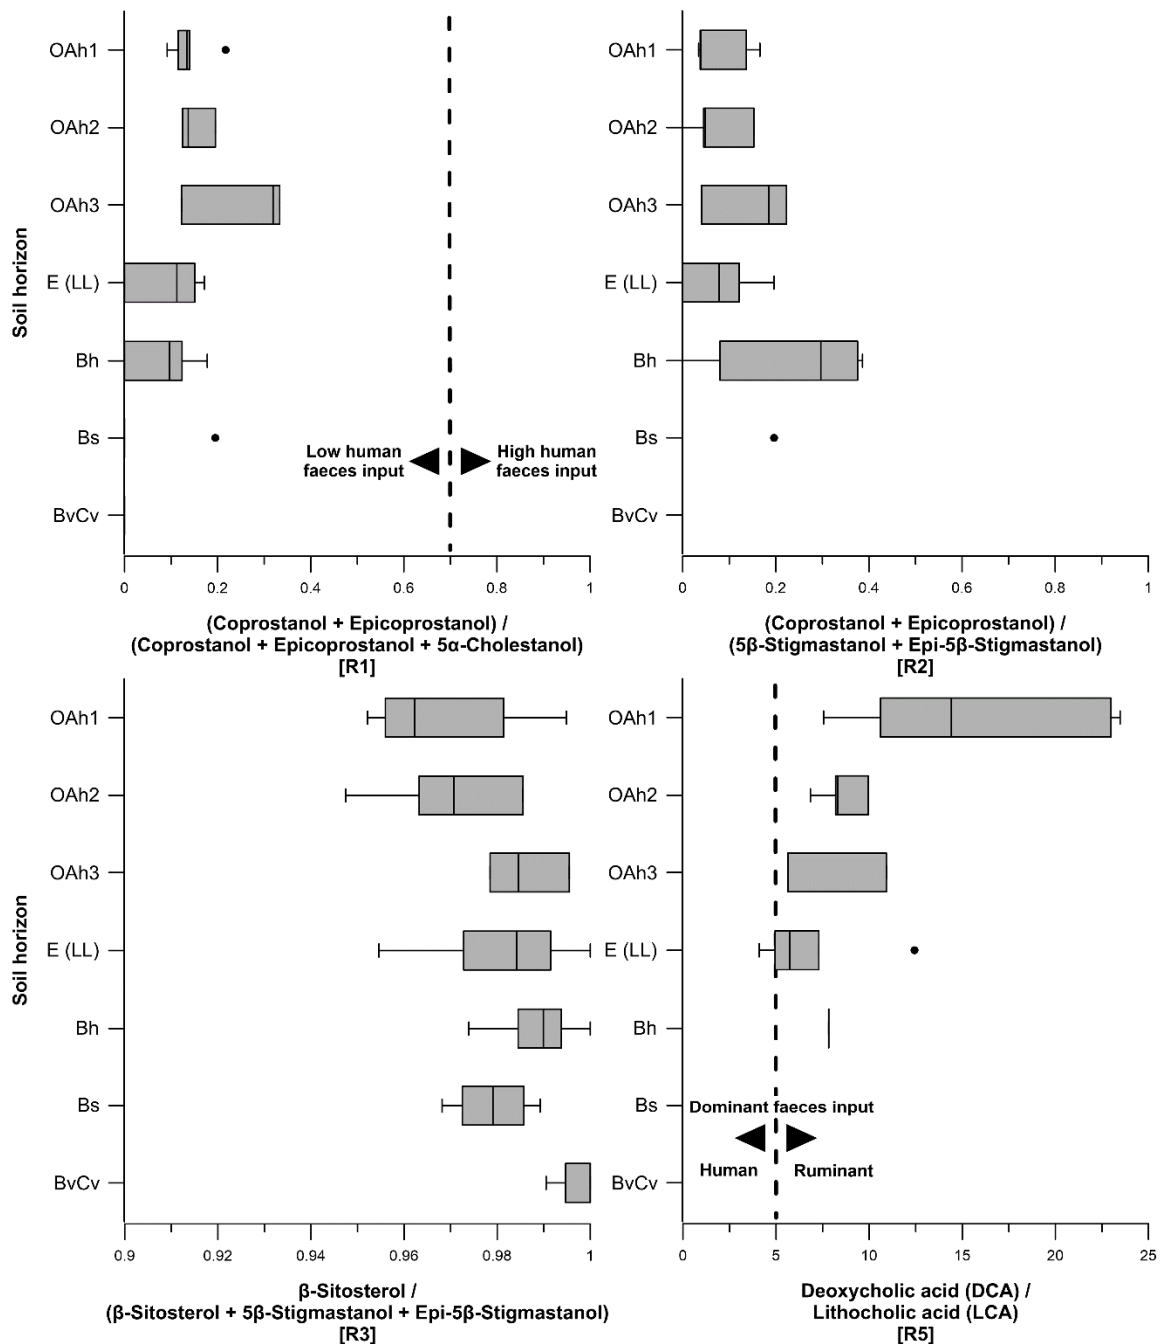 Soil horizon
OAh1
OAh2
OAh3
E (LL)
Bh
Bs
BvCv
Low human
faeces input
High human
faeces input
0
0.2
0.4
0.6
0.8
1
(Coprostanol + Epicoprostanol) /
(Coprostanol + Epicoprostanol + 5α-Cholestanol)
[R1]
OAh1
OAh2
OAh3
E (LL)
Bh
Bs
BvCv
0
0.2
0.4
0.6
0.8
1
(Coprostanol + Epicoprostanol) /
(5β-Stigmastanol + Epi-5β-Stigmastanol)
[R2]
Soil horizon
OAh1
OAh2
OAh3
E (LL)
Bh
Bs
BvCv
0.9
0.92
0.94
0.96
0.98
1
β-Sitosterol /
(β-Sitosterol + 5β-Stigmastanol + Epi-5β-Stigmastanol)
[R3]
OAh1
OAh2
OAh3
E (LL)
Bh
Bs
BvCv
Dominant faeces input
Human
Ruminant
0
5
10
15
20
25
Deoxycholic acid (DCA) /
Lithocholic acid (LCA)
[R5]